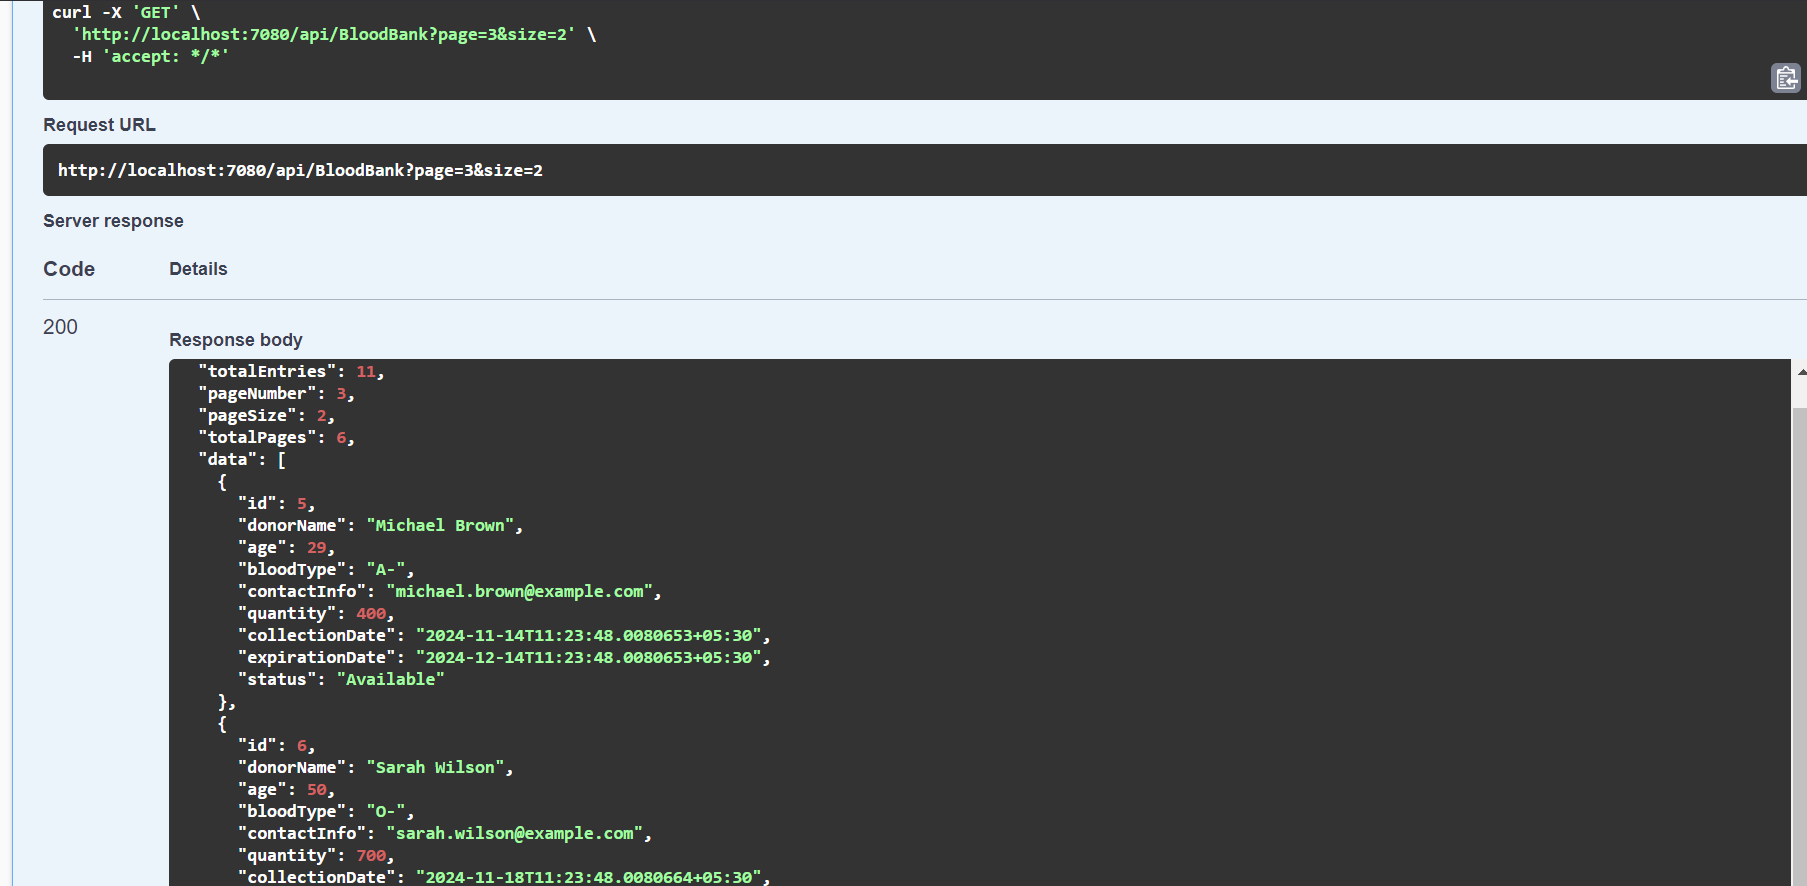 curl -X 'GET' \
'http://localhost:7080/api/BloodBank?page=3&size=2' \
-H 'accept: */*'
Request URL
http://localhost:7080/api/BloodBank?page=3&size=2
Server response
Code Details
200
Response body
"totalEntries": 11,
"pageNumber": 3,
"pageSize": 2,
"totalPages": 6,
"data": [
{
"id": 5,
"donorName": "Michael Brown",
"age": 29,
"bloodType": "A-",
"contactInfo": "michael.brown@example.com",
"quantity": 400,
"collectionDate": "2024-11-14T11:23:48.0080653+05:30",
"expirationDate": "2024-12-14T11:23:48.0080653+05:30",
"status": "Available"
},
{
"id": 6,
"donorName": "Sarah Wilson",
"age": 50,
"bloodType": "O-",
"contactInfo": "sarah.wilson@example.com",
"quantity": 700,
"collectionDate": "2024-11-18T11:23:48.0080664+05:30",